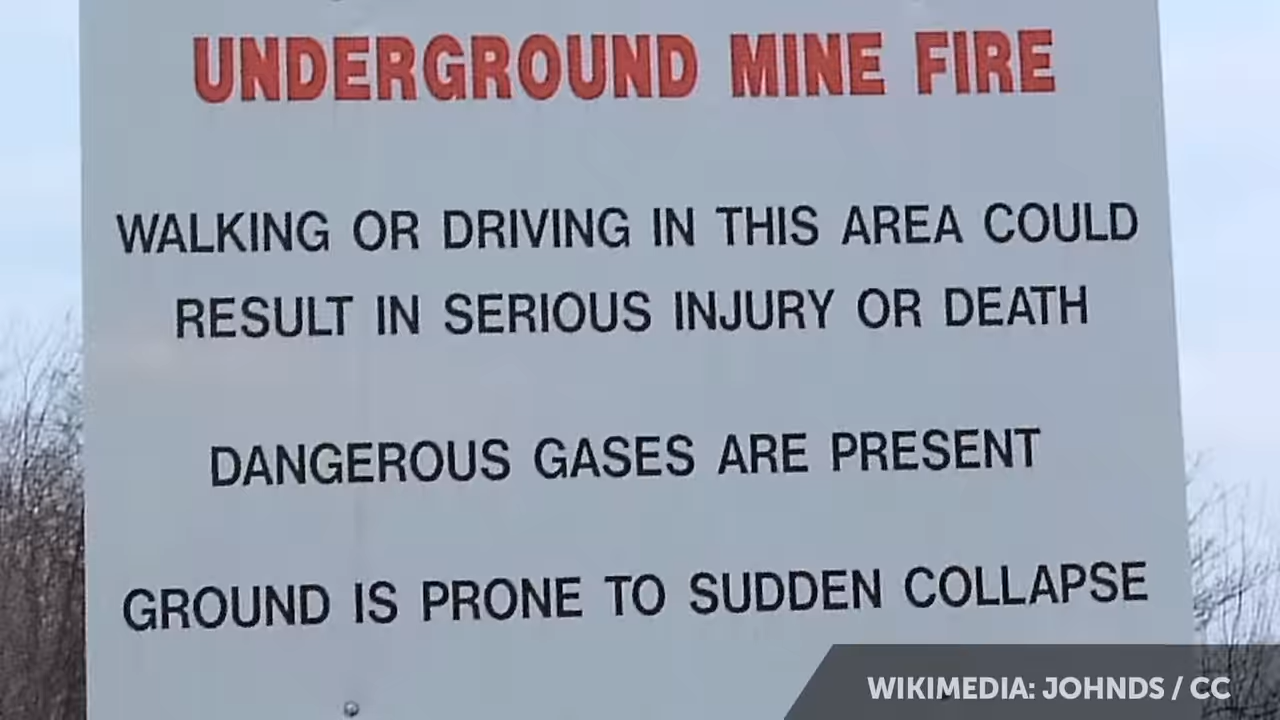 UNDERGROUND MINE FIRE
WALKING OR DRIVING IN THIS AREA COULD
RESULT IN SERIOUS INJURY OR DEATH
DANGEROUS GASES ARE PRESENT
GROUND IS PRONE TO SUDDEN COLLAPSE
WIKIMEDIA: JOHNDS / CC